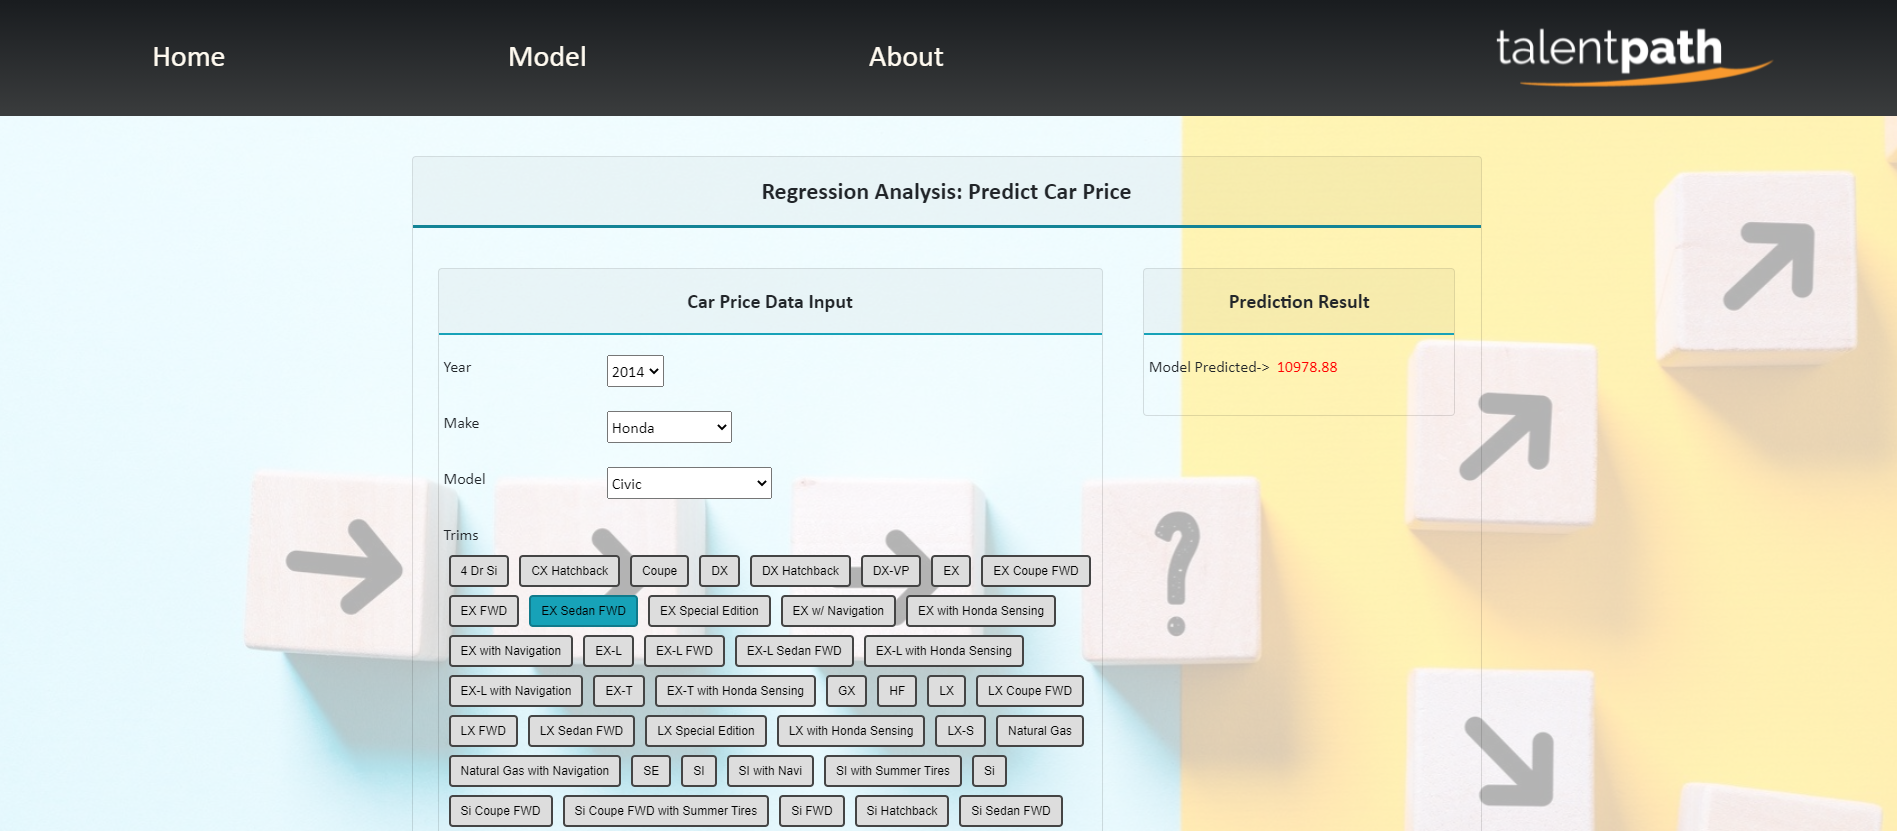 Home Model About talentpath
Regression Analysis: Predict Car Price
Car Price Data Input
Prediction Result
Year 2014
Model Predicted-> 10978.88
Make Honda
Model Civic
?
Trims
4 Dr Si CX Hatchback Coupe DX DX Hatchback DX-VP EX EX Coupe FWD
EX FWD EX Sedan FWD EX Special Edition EX w/ Navigation EX with Honda Sensing
EX with Navigation EX-L EX-L FWD EX-L Sedan FWD EX-L with Honda Sensing
EX-L with Navigation EX-T EX-T with Honda Sensing GX HF LX LX Coupe FWD
LX FWD LX Sedan FWD LX Special Edition LX with Honda Sensing LX-S Natural Gas
Natural Gas with Navigation SE SI SI with Navi SI with Summer Tires Si
Si Coupe FWD Si Coupe FWD with Summer Tires Si FWD Si Hatchback Si Sedan FWD